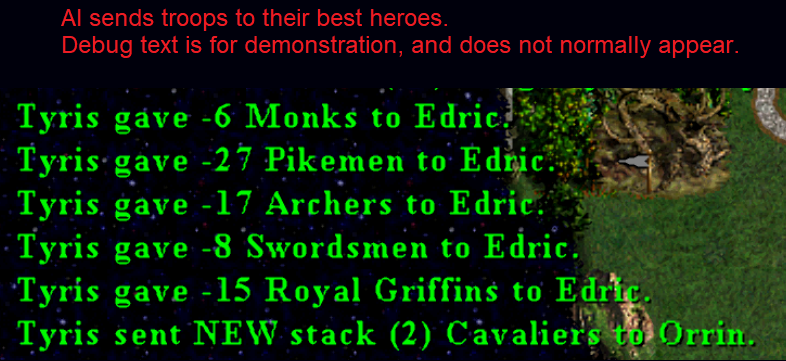 AI sends troops to their best heroes.
Debug text is for demonstration, and does not normally appear.
Tyris gave -6 Monks to Edric.
Tyris gave -27 Pikemen to Edric.
Tyris gave -17 Archers to Edric.
Tyris gave -8 Swordsmen to Edric.
Tyris gave -15 Royal Griffins to Edric.
Tyris sent NEW stack (2) Cavaliers to Orrin.